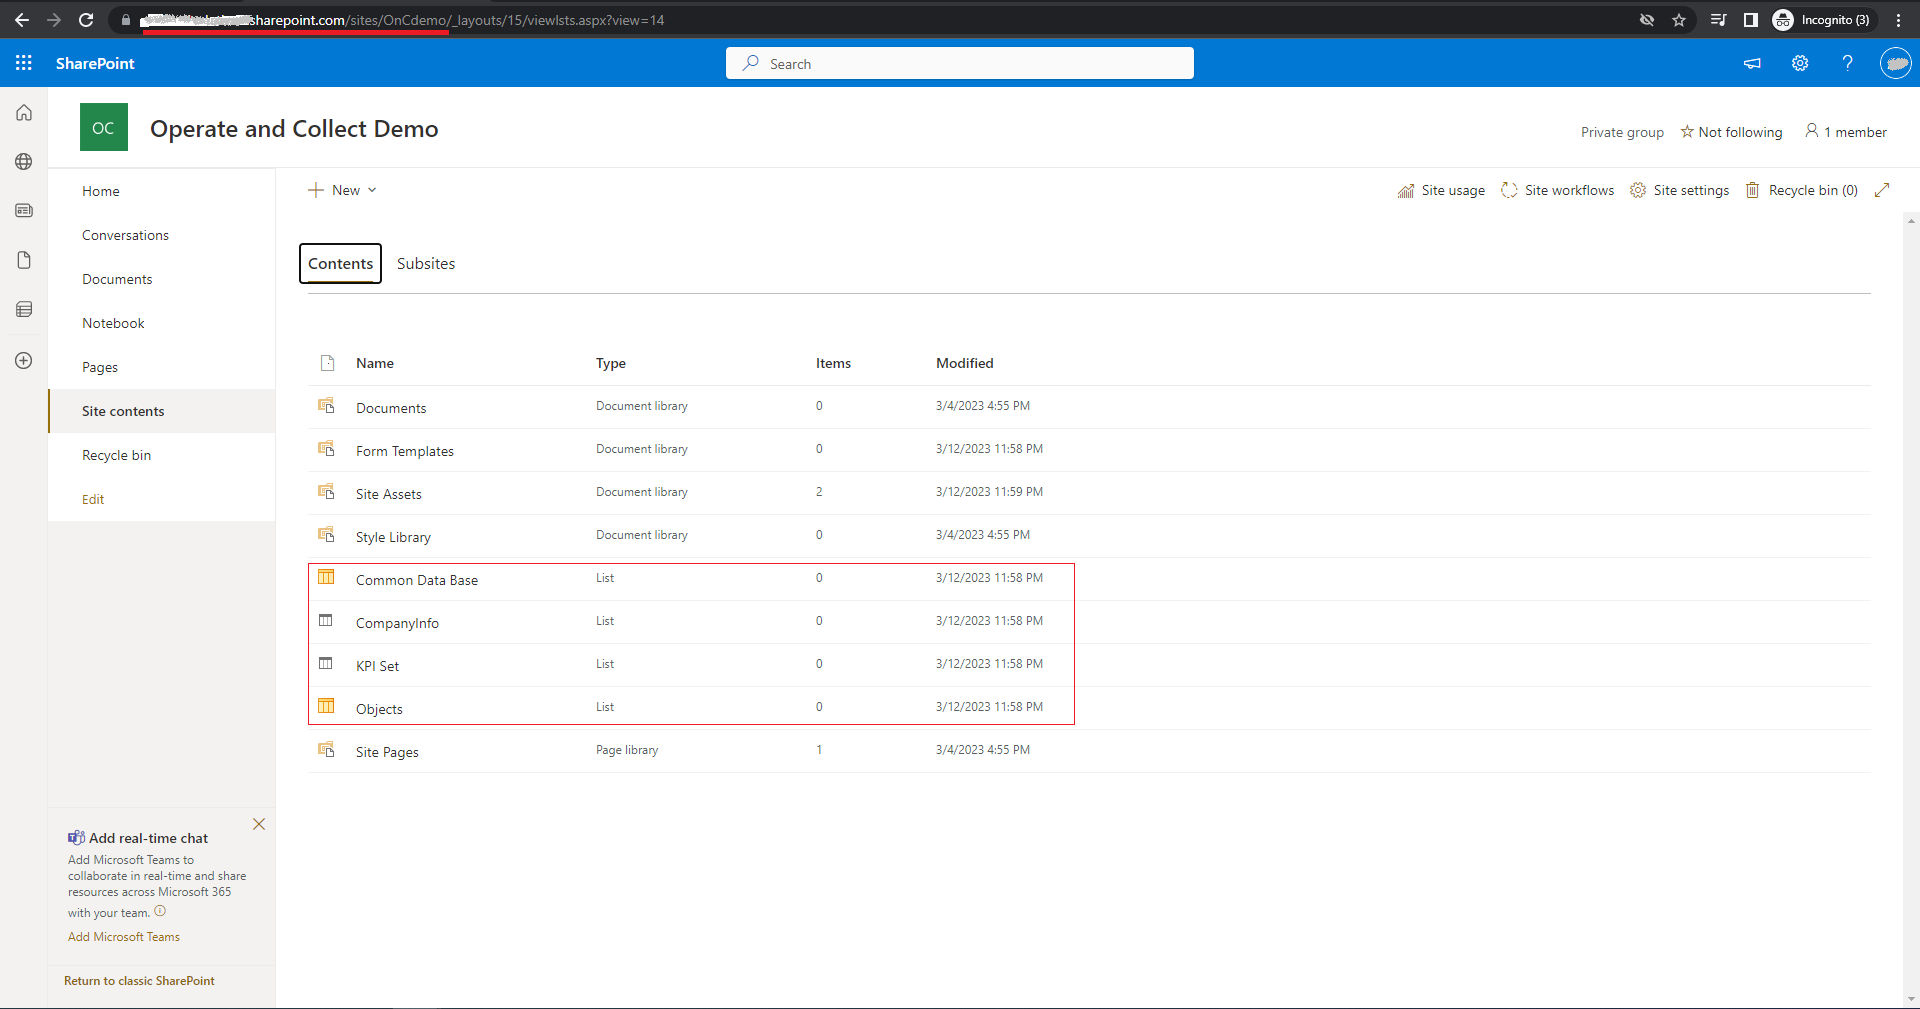 sharepoint.com/sites/OnCdemo/_layouts/15/viewlsts.aspx?view=14
Incognito (3)
SharePoint
Search
OC
Operate and Collect Demo
Private group
Not following
1 member
Home
Conversations
Documents
Notebook
Pages
Site contents
Recycle bin
Edit
New
Site usage
Site workflows
Site settings
Recycle bin (0)
Contents
Subsites
Name Type Items Modified
Documents Document library 0 3/4/2023 4:55 PM
Form Templates Document library 0 3/12/2023 11:58 PM
Site Assets Document library 2 3/12/2023 11:59 PM
Style Library Document library 0 3/4/2023 4:55 PM
Common Data Base List 0 3/12/2023 11:58 PM
CompanyInfo List 0 3/12/2023 11:58 PM
KPI Set List 0 3/12/2023 11:58 PM
Objects List 0 3/12/2023 11:58 PM
Site Pages Page library 1 3/4/2023 4:55 PM
Add real-time chat
Add Microsoft Teams to
collaborate in real-time and share
resources across Microsoft 365
with your team.
Add Microsoft Teams
Return to classic SharePoint